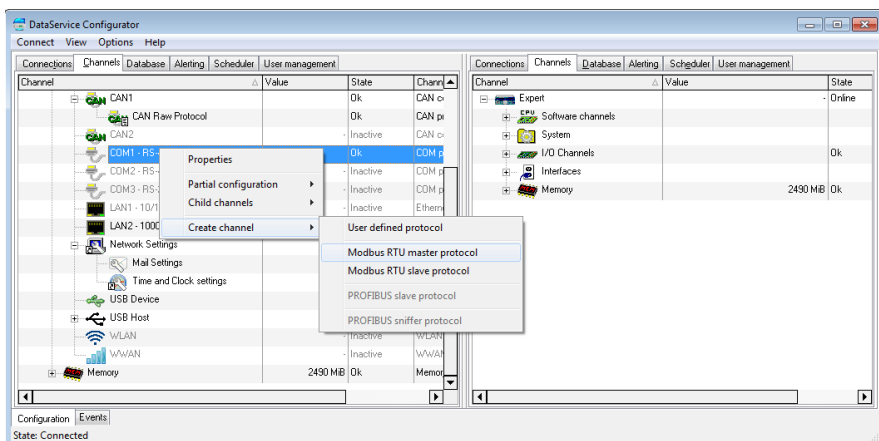 DataService Configurator
Connect View Options Help
Connections Channels Database Alerting Scheduler User management
Channel Value State Chann
CAN1 Ok CAN
CAN Raw Protocol Ok CAN
CAN2 - Inactive CAN
COM1 - RS- Ok COM p
COM2 - RS- - Inactive COM p
COM3 - RS- - Inactive COM p
LAN1 - 10/1 - Inactive Ethern
LAN2 - 1000
Network Settings
Mail Settings
Time and Clock settings
USB Device
USB Host
WLAN - Inactive WLAN
WWAN - Inactive WWA
Memory 2490 MiB Ok Memor
Properties
Partial configuration
Child channels
Create channel
User defined protocol
Modbus RTU master protocol
Modbus RTU slave protocol
PROFIBUS slave protocol
PROFIBUS sniffer protocol
Connections Channels Database Alerting Scheduler User management
Channel Value State
Expert - Online
Software channels
System
I/O Channels Ok
Interfaces
Memory 2490 MiB Ok
Configuration Events
State: Connected